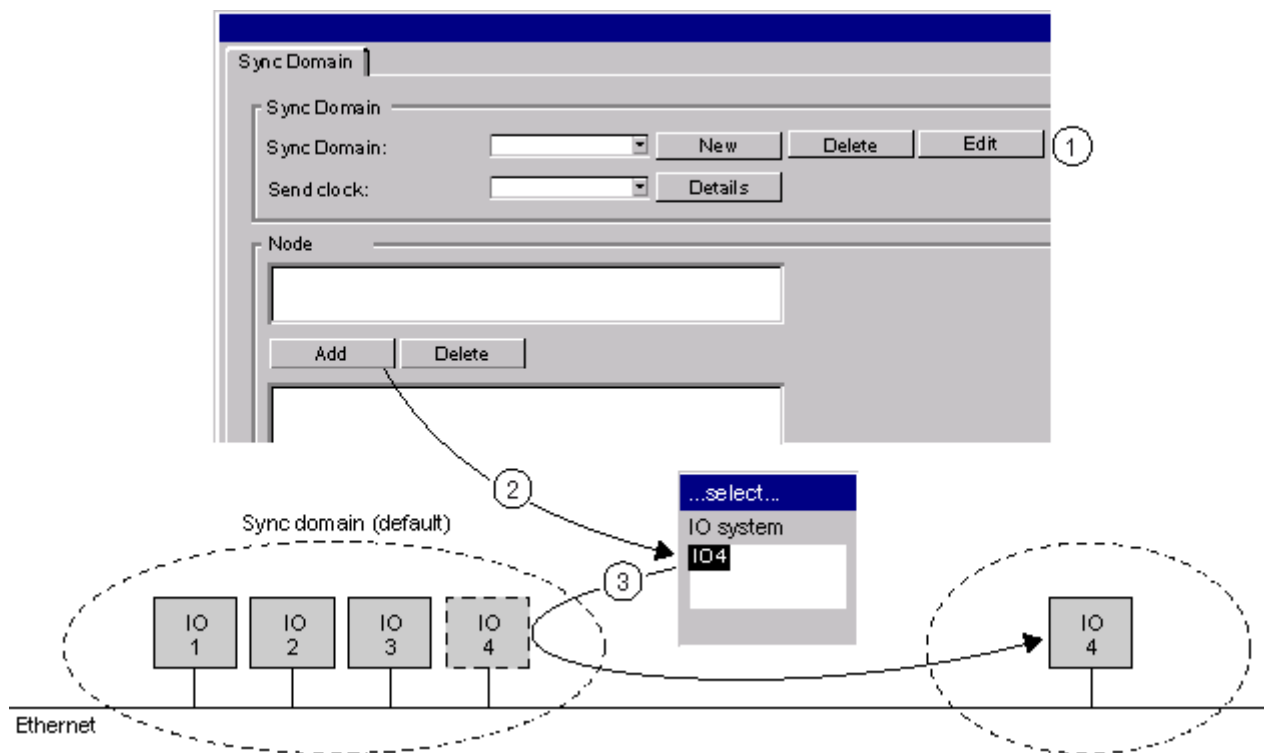 Sync Domain
Sync Domain
Sync Domain:
New
Delete
Edit
1
Send clock:
Details
Node
Add
Delete
2
...select...
IO system
IO4
Sync domain (default)
3
IO 1
IO 2
IO 3
IO 4
IO 4
Ethernet